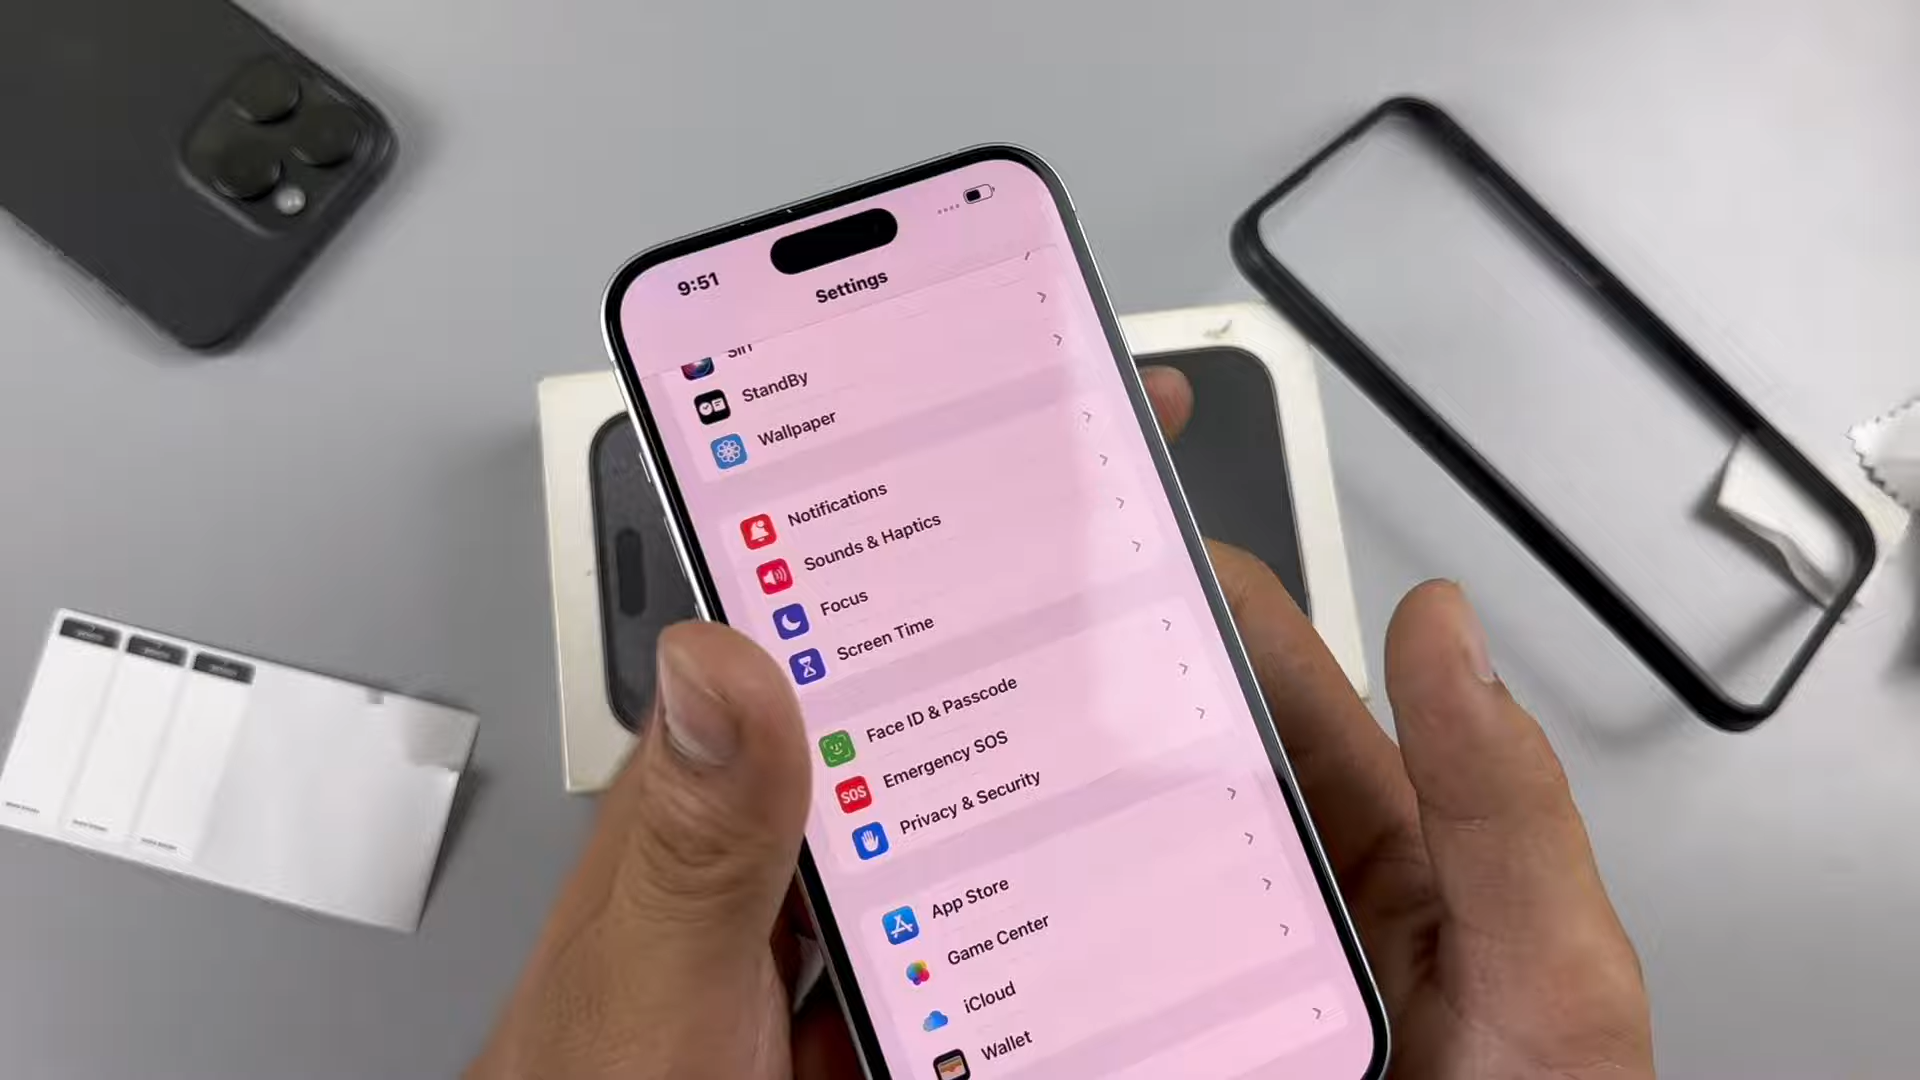 9:51
Settings
Siri
StandBy
Wallpaper
Notifications
Sounds & Haptics
Focus
Screen Time
Face ID & Passcode
SOS
Emergency SOS
Privacy & Security
App Store
Game Center
iCloud
Wallet